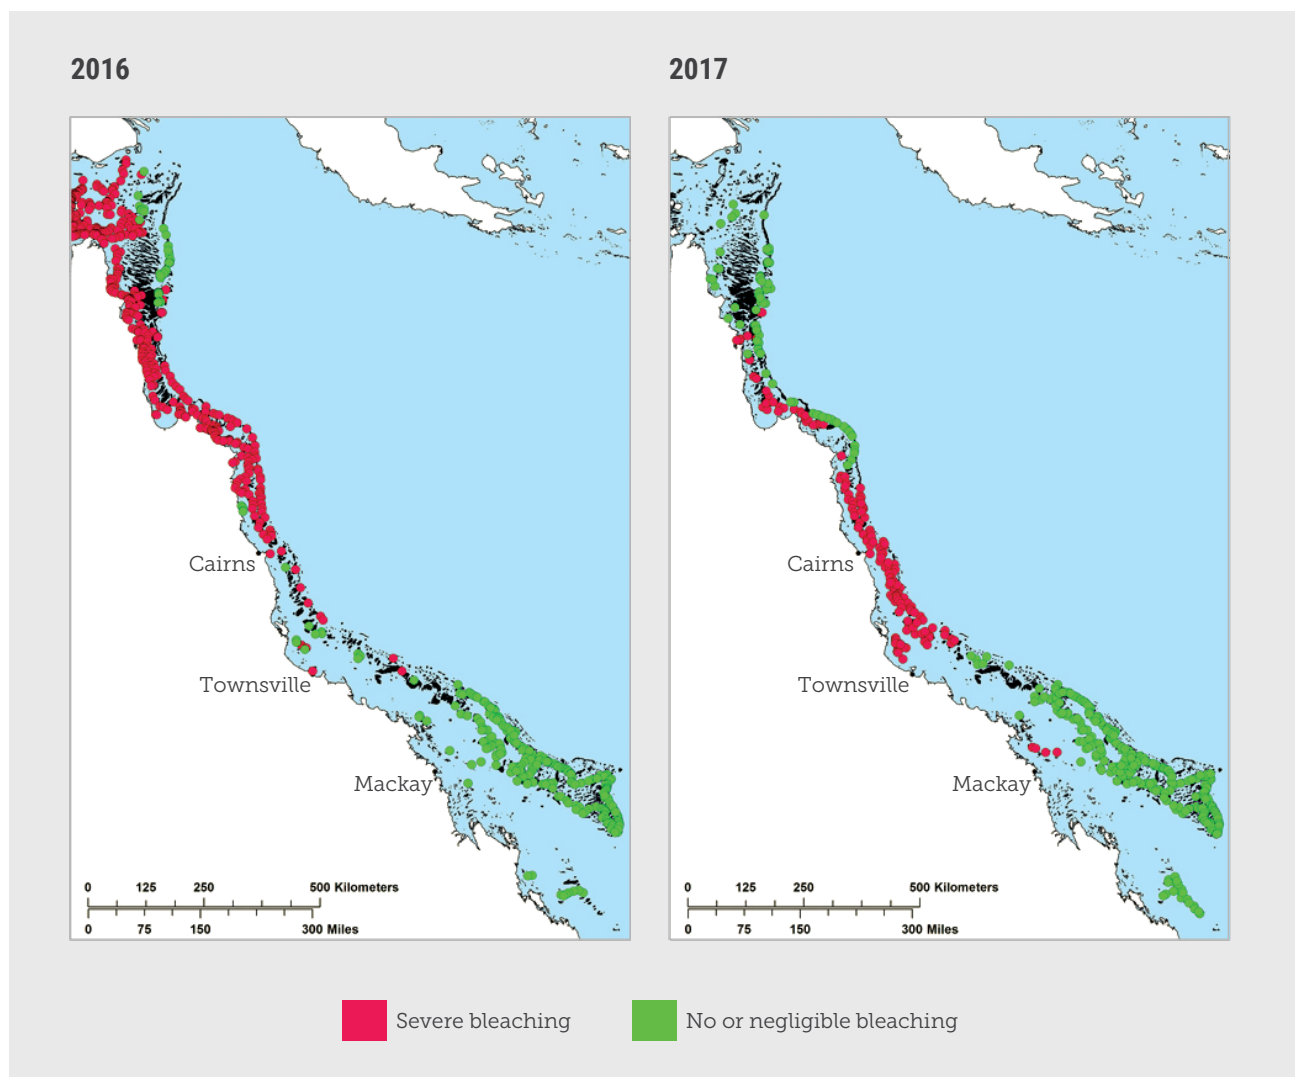 2016
2017
Cairns
Townsville
Mackay
0 125 250 500 Kilometers
0 75 150 300 Miles
Cairns
Townsville
Mackay
0 125 250 500 Kilometers
0 75 150 300 Miles
Severe bleaching
No or negligible bleaching